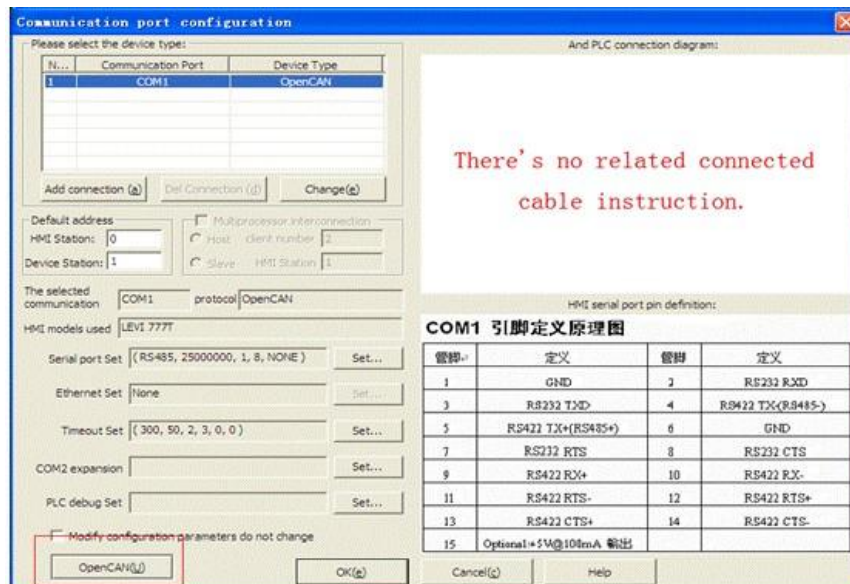 Communication port configuration
Please select the device type:
N... Communication Port Device Type
1 COM1 OpenCAN
Add connection (a) Del Connection (d) Change(e)
Default address
HMI Station: 0
Device Station: 1
Multiprocessor interconnection
Host client number 2
Slave HMI Station 1
The selected
communication COM1 protocol OpenCAN
HMI models used LEVI 777T
Serial port Set (RS485, 25000000, 1, 8, NONE) Set...
Ethernet Set None Set...
Timeout Set (300, 50, 2, 3, 0, 0) Set...
COM2 expansion Set...
PLC debug Set Set...
Modify configuration parameters do not change
OpenCAN(U)
And PLC connection diagram:
There's no related connected
cable instruction.
HMI serial port pin definition:
COM1 引脚定义原理图
管脚 定义 管脚 定义
1 GND 2 RS232 RXD
3 RS232 TXD 4 RS422 TX-(RS485-)
5 RS422 TX+(RS485+) 6 GND
7 RS232 RTS 8 RS232 CTS
9 RS422 RX+ 10 RS422 RX-
11 RS422 RTS- 12 RS422 RTS+
13 RS422 CTS+ 14 RS422 CTS-
15 Optional:+5V@100mA 输出
OK(e) Cancel(c) Help